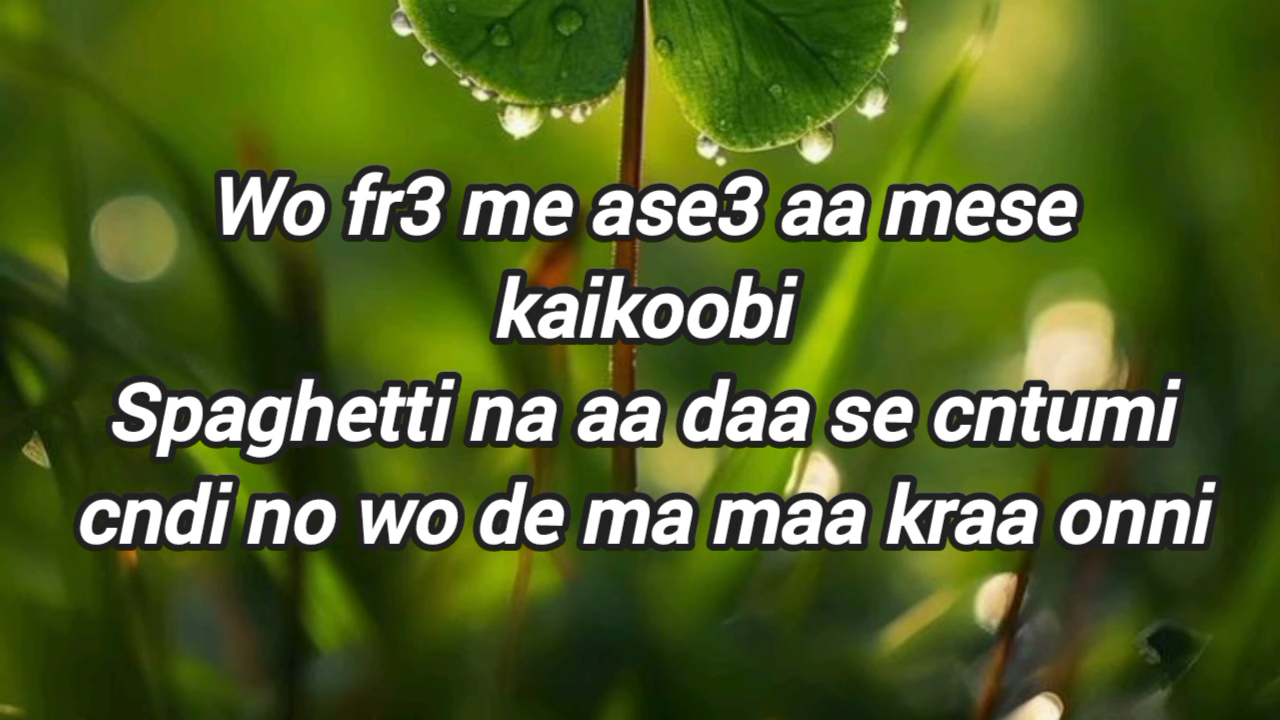 Wo fr3 me ase3 aa mese
kaikoobi
Spaghetti na aa daa se cntumi
cndi no wo de ma maa kraa onni